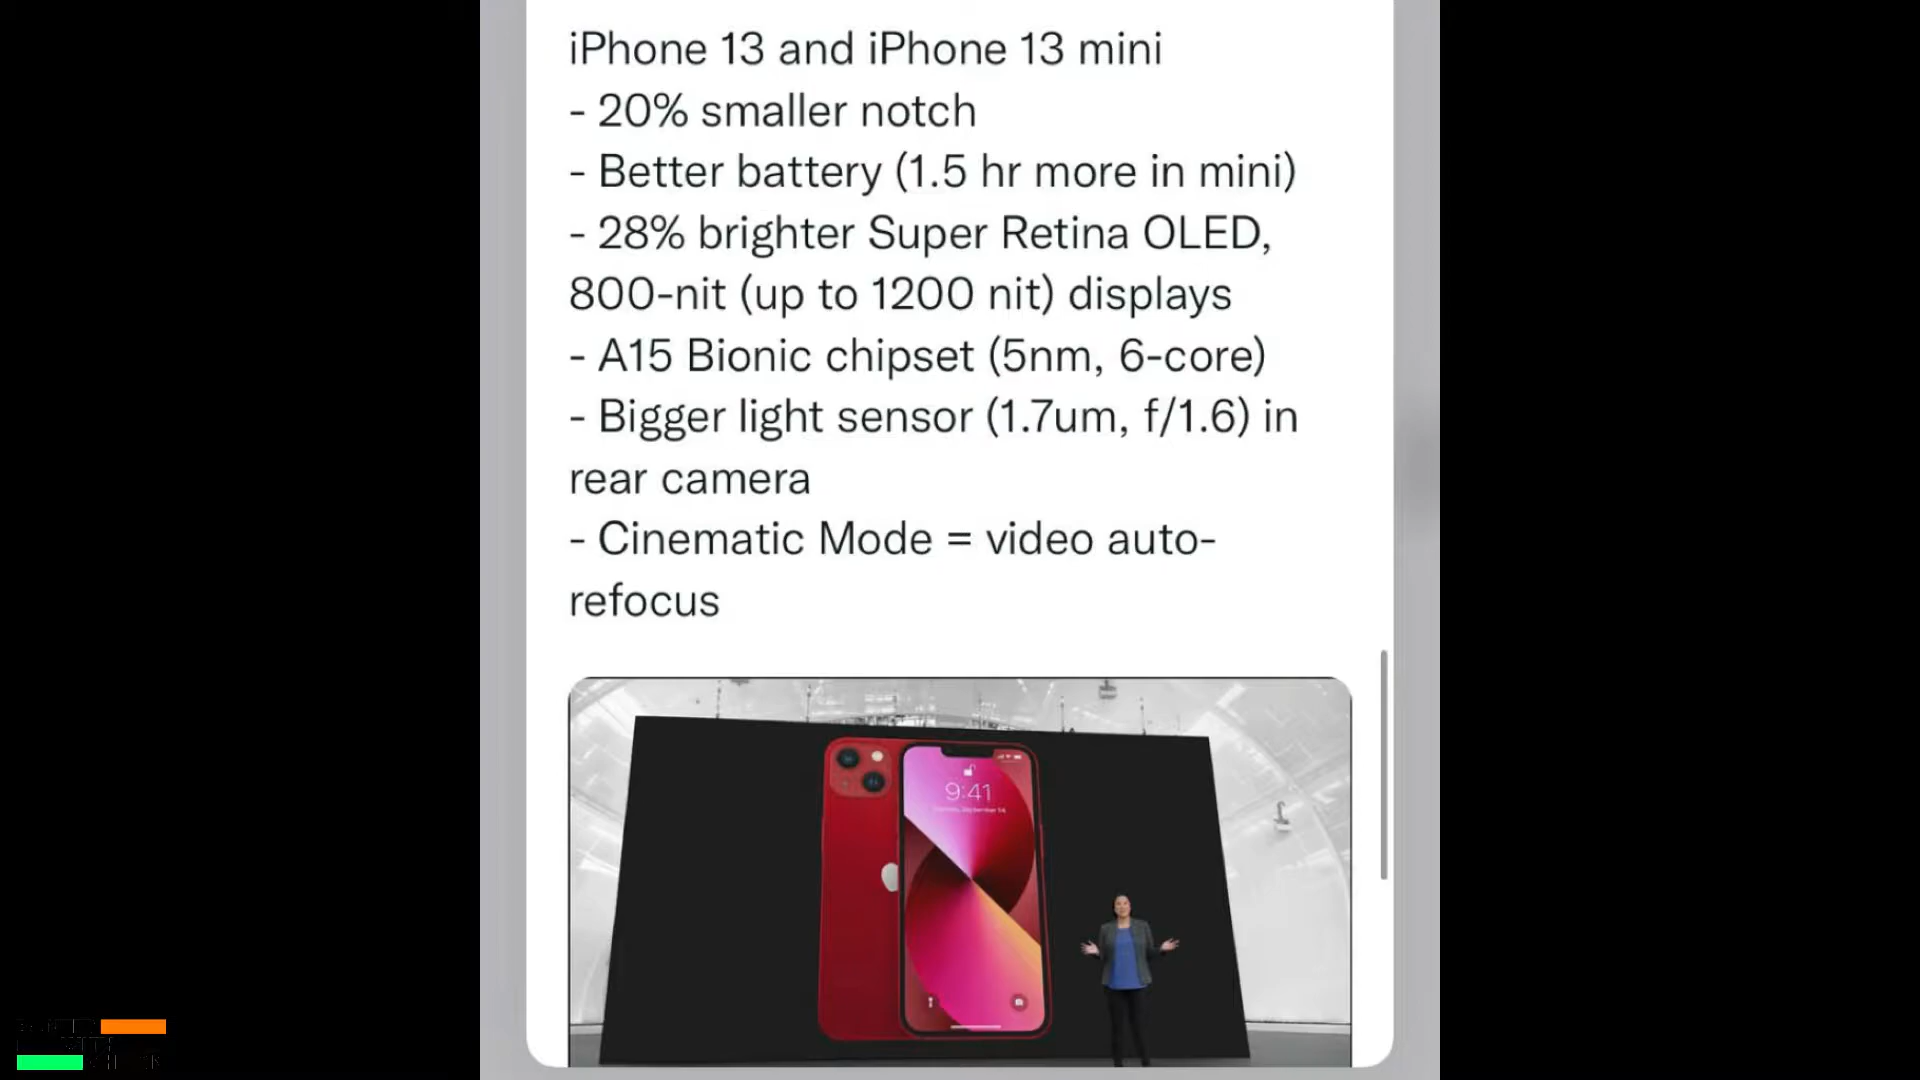 iPhone 13 and iPhone 13 mini
- 20% smaller notch
- Better battery (1.5 hr more in mini)
- 28% brighter Super Retina OLED,
800-nit (up to 1200 nit) displays
- A15 Bionic chipset (5nm, 6-core)
- Bigger light sensor (1.7um, f/1.6) in
rear camera
- Cinematic Mode = video auto-
refocus
9:41